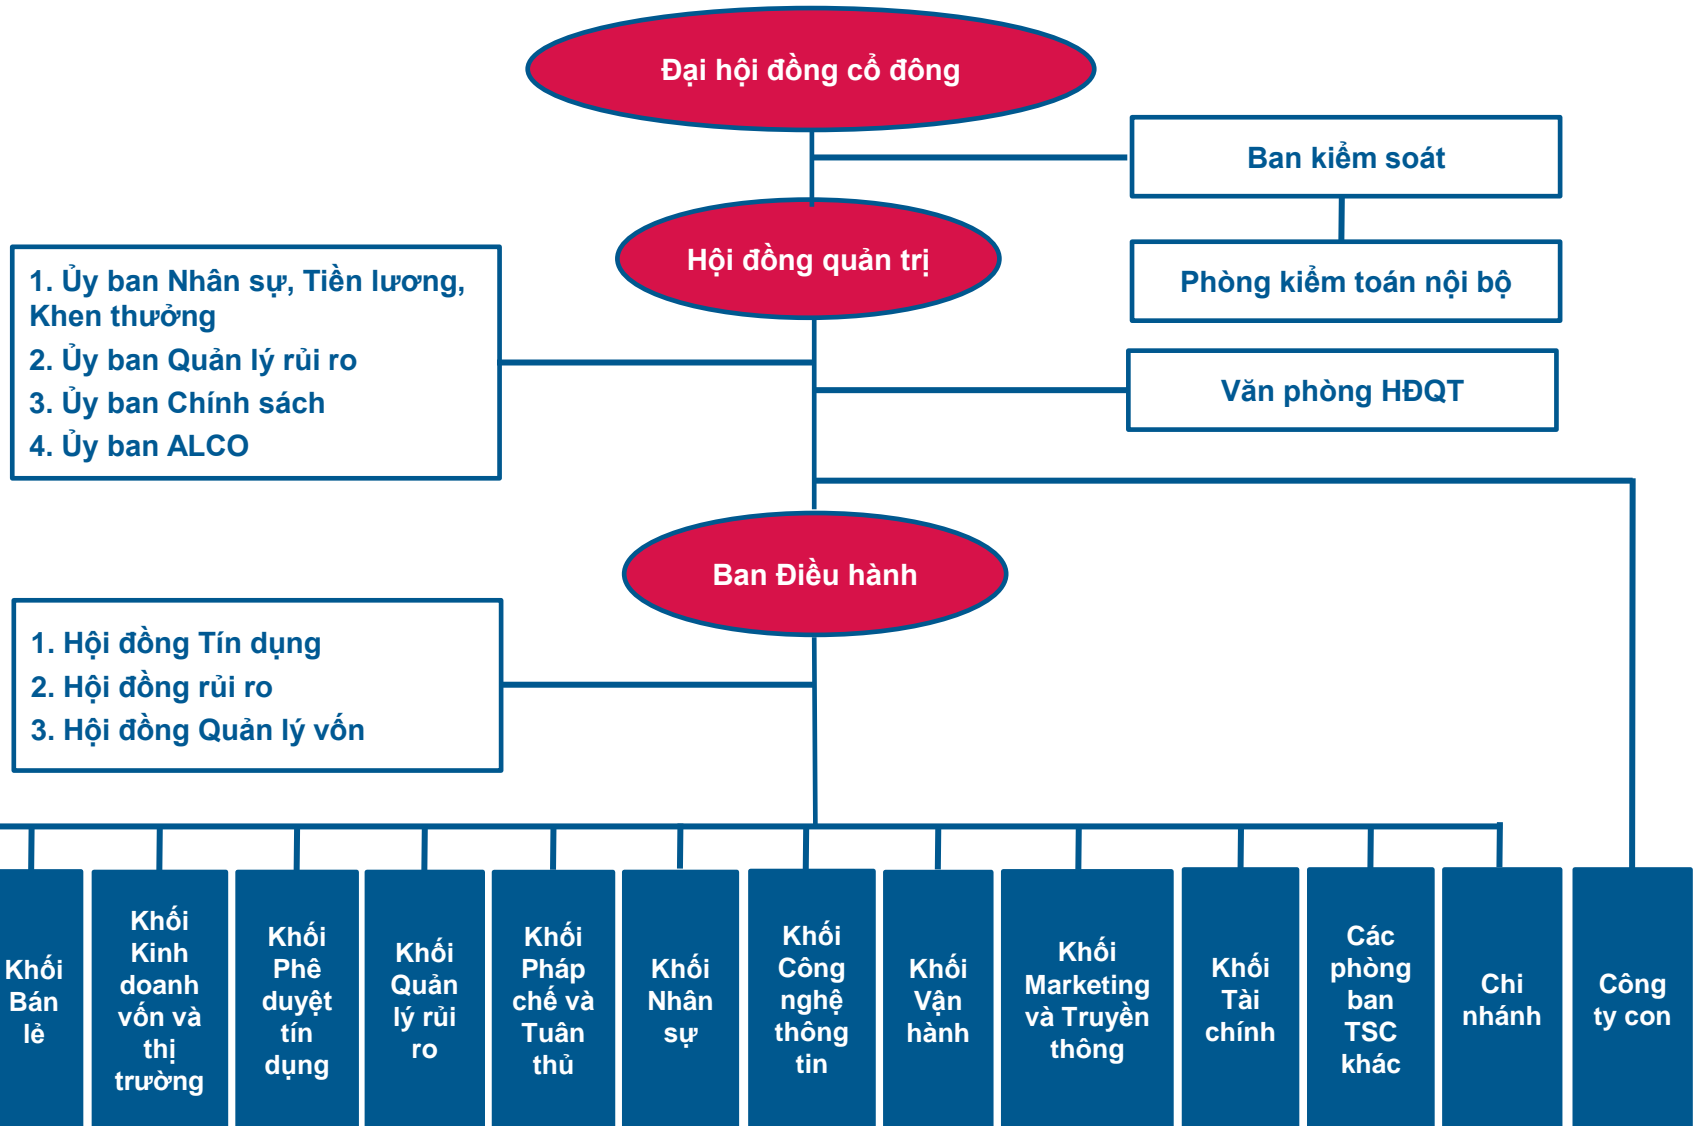 Đại hội đồng cổ đông
Ban kiểm soát
Hội đồng quản trị
Phòng kiểm toán nội bộ
1. Ủy ban Nhân sự, Tiền lương,
Khen thưởng
2. Ủy ban Quản lý rủi ro
3. Ủy ban Chính sách
4. Ủy ban ALCO
Văn phòng HĐQT
Ban Điều hành
1. Hội đồng Tín dụng
2. Hội đồng rủi ro
3. Hội đồng Quản lý vốn
Khối
Bán
lẻ
Khối
Kinh
doanh
vốn và
thị
trường
Khối
Phê
duyệt
tín
dụng
Khối
Quản
lý rủi
ro
Khối
Pháp
chế và
Tuân
thủ
Khối
Nhân
sự
Khối
Công
nghệ
thông
tin
Khối
Vận
hành
Khối
Marketing
và Truyền
thông
Khối
Tài
chính
Các
phòng
ban
TSC
khác
Chi
nhánh
Công
ty con